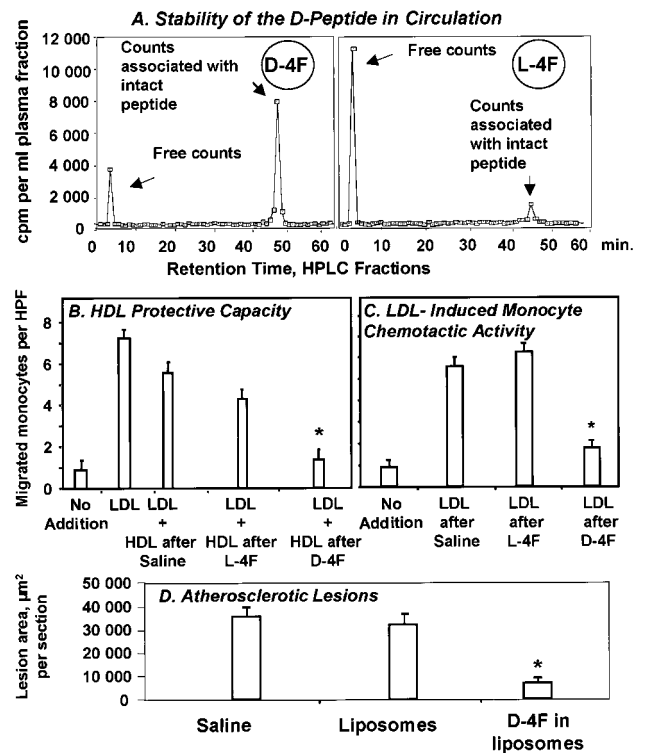 A. Stability of the D-Peptide in Circulation
cpm per ml plasma fraction
12 000
10 000
8 000
6 000
4 000
2 000
0
Counts
associated with
intact
peptide
D-4F
Free counts
Free counts
L-4F
Counts
associated with
intact
peptide
0 10 20 30 40 50 60 0 10 20 30 40 50 60 min.
Retention Time, HPLC Fractions
Migrated monocytes per HPF
8
6
4
2
0
B. HDL Protective Capacity
*
No
Addition
LDL
LDL
+
HDL after
Saline
LDL
+
HDL after
L-4F
LDL
+
HDL after
D-4F
C. LDL- Induced Monocyte
Chemotactic Activity
*
No
Addition
LDL
after
Saline
LDL
after
L-4F
LDL
after
D-4F
Lesion area, µm²
per section
50 000
40 000
30 000
20 000
10 000
0
D. Atherosclerotic Lesions
*
Saline
Liposomes
D-4F in
liposomes